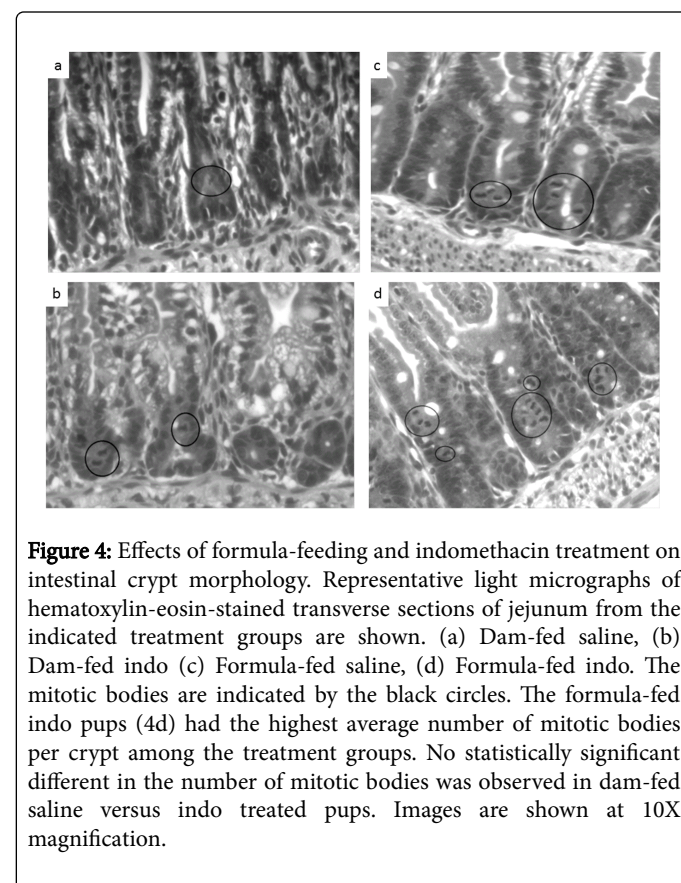 a
c
b
d
Figure 4: Effects of formula-feeding and indomethacin treatment on
intestinal crypt morphology. Representative light micrographs of
hematoxylin-eosin-stained transverse sections of jejunum from the
indicated treatment groups are shown. (a) Dam-fed saline, (b)
Dam-fed indo (c) Formula-fed saline, (d) Formula-fed indo. The
mitotic bodies are indicated by the black circles. The formula-fed
indo pups (4d) had the highest average number of mitotic bodies
per crypt among the treatment groups. No statistically significant
different in the number of mitotic bodies was observed in dam-fed
saline versus indo treated pups. Images are shown at 10X
magnification.